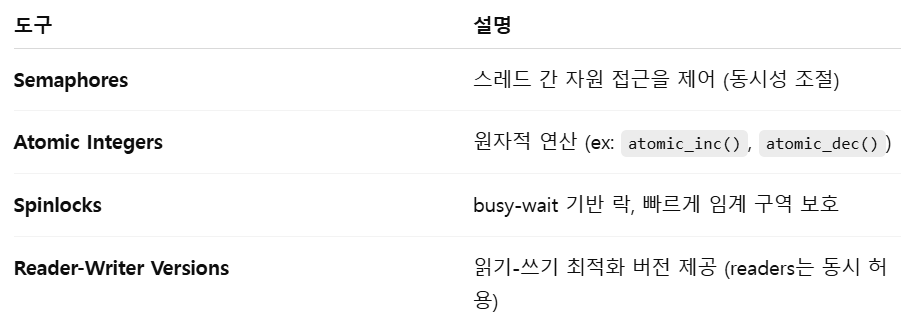 도구 설명
Semaphores 스레드 간 자원 접근을 제어 (동시성 조절)
Atomic Integers 원자적 연산 (ex: atomic_inc(), atomic_dec())
Spinlocks busy-wait 기반 락, 빠르게 임계 구역 보호
Reader-Writer Versions 읽기-쓰기 최적화 버전 제공 (readers는 동시 허
용)